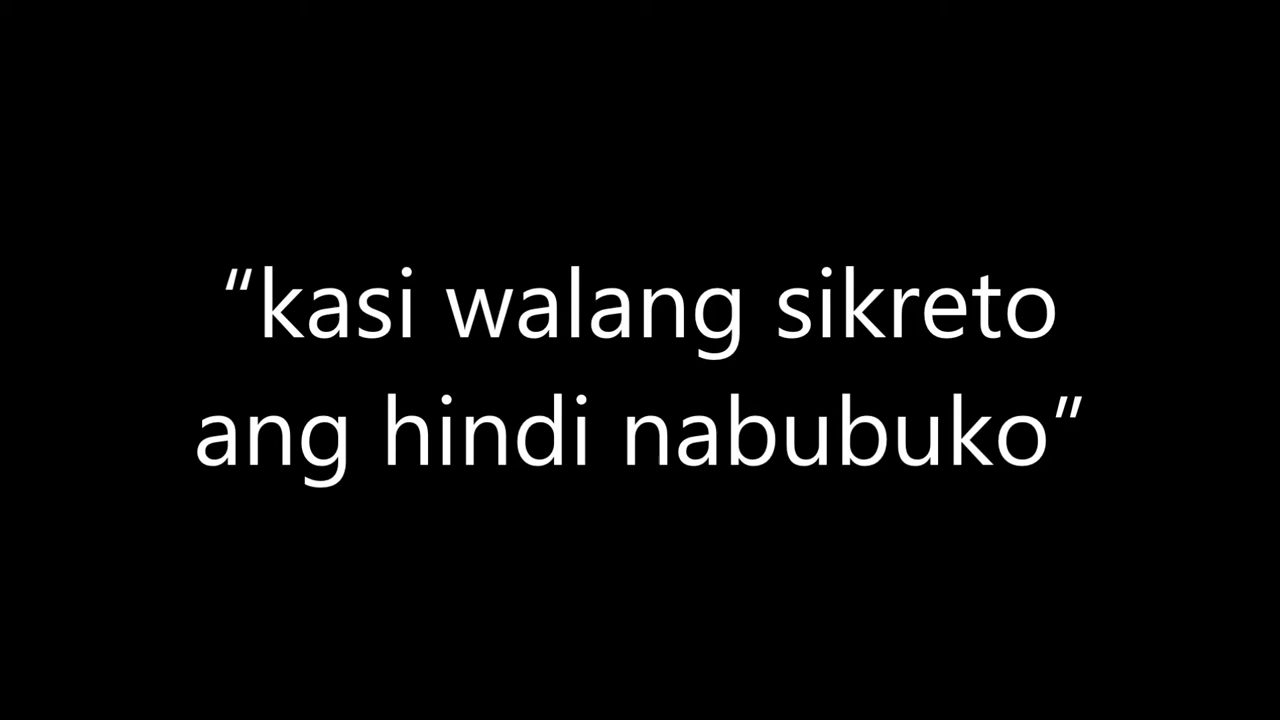 “kasi walang sikreto
ang hindi nabubuko”